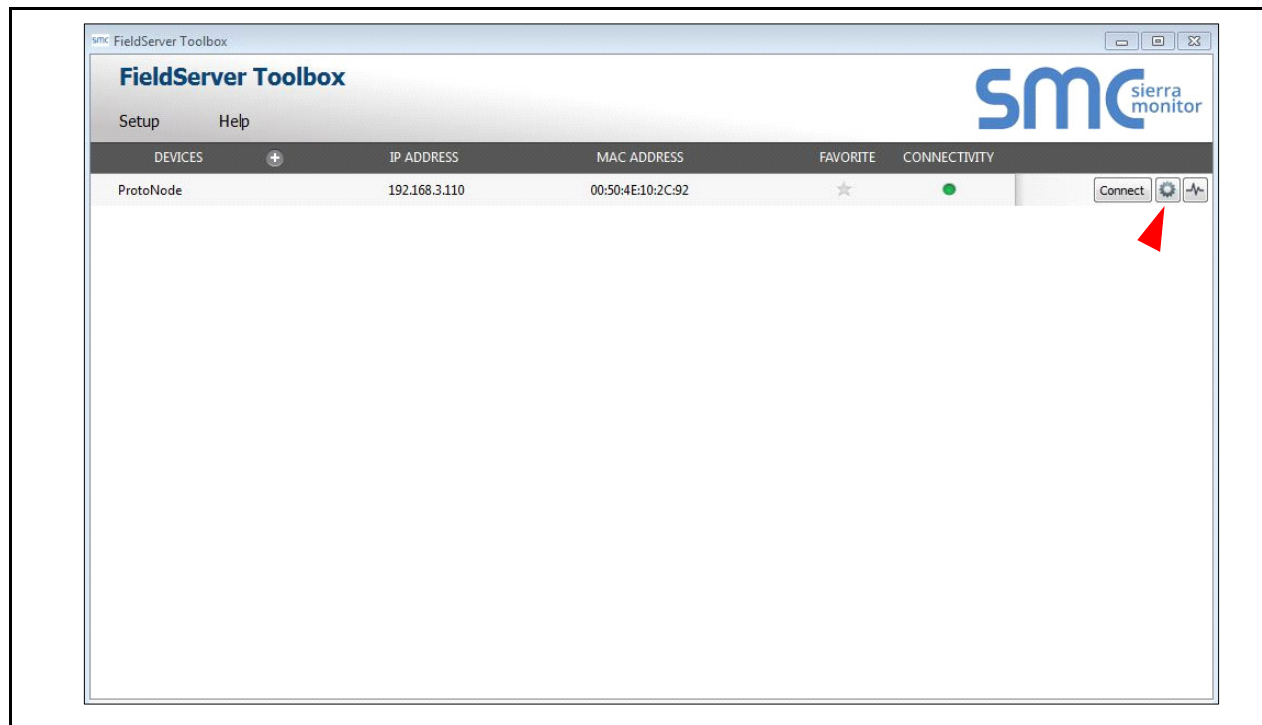 smc FieldServer Toolbox
FieldServer Toolbox
smc sierra monitor
Setup Help
DEVICES IP ADDRESS MAC ADDRESS FAVORITE CONNECTIVITY
ProtoNode 192.168.3.110 00:50:4E:10:2C:92 Connect